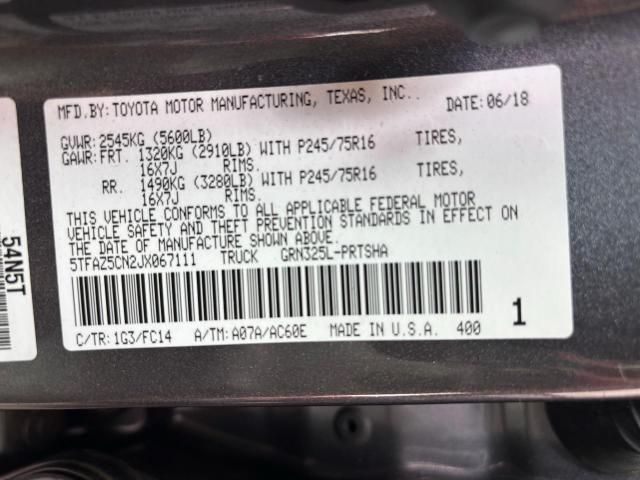 MFD.BY: TOYOTA MOTOR MANUFACTURING, TEXAS, INC. DATE: 06/18
GVWR: 2545KG (5600LB)
GAWR: FRT. 1320KG (2910LB) WITH P245/75R16 TIRES,
16X7J RIMS.
RR. 1490KG (3280LB) WITH P245/75R16 TIRES,
16X7J RIMS.
THIS VEHICLE CONFORMS TO ALL APPLICABLE FEDERAL MOTOR
VEHICLE SAFETY AND THEFT PREVENTION STANDARDS IN EFFECT ON
THE DATE OF MANUFACTURE SHOWN ABOVE.
5TFAZ5CN2JX067111 TRUCK GRN325L-PRTSHA
1
C/TR: 1G3/FC14 A/TM: A07A/AC60E MADE IN U.S.A. 400
54N5T